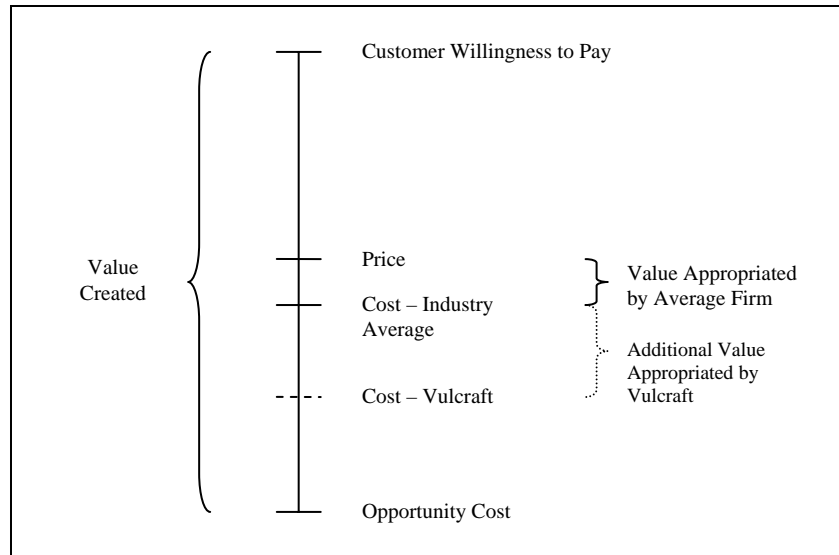 Customer Willingness to Pay
Value
Created
Price
Cost – Industry
Average
Cost – Vulcraft
Opportunity Cost
Value Appropriated
by Average Firm
Additional Value
Appropriated by
Vulcraft